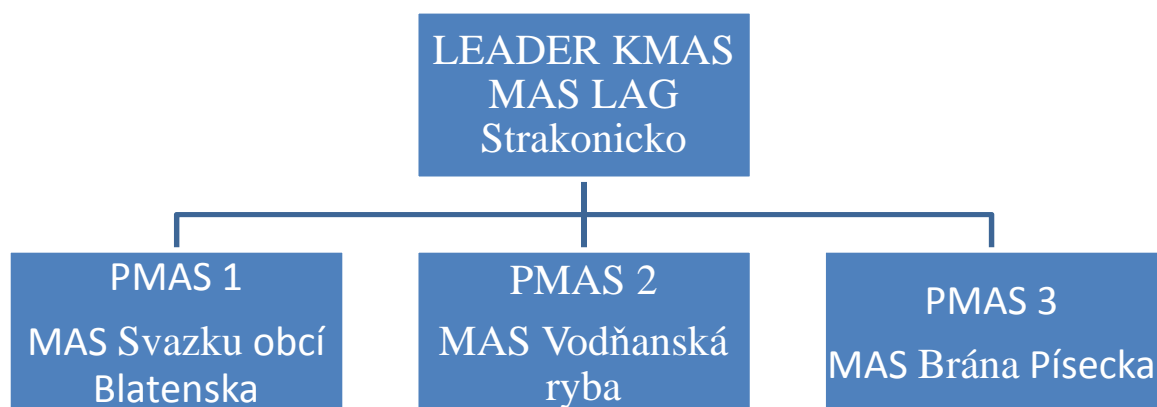 LEADER KMAS
MAS LAG
Strakonicko
PMAS 1
MAS Svazku obcí
Blatenska
PMAS 2
MAS Vodňanská
ryba
PMAS 3
MAS Brána Písecka